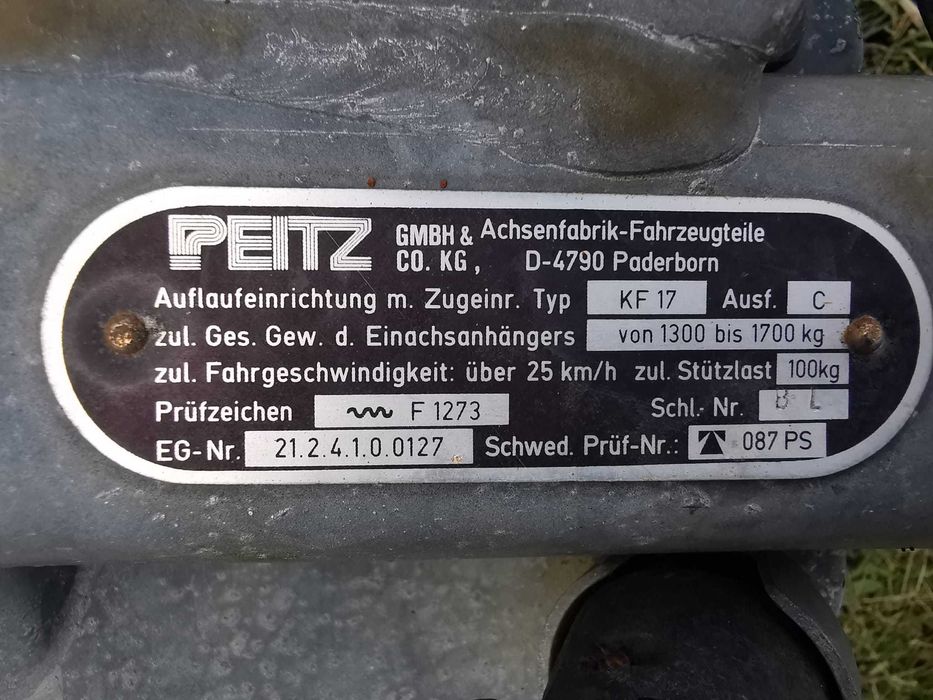 PEITZ GMBH & CO. KG, Achsenfabrik-Fahrzeugteile
D-4790 Paderborn
Auflaufeinrichtung m. Zugeinr. Typ KF 17 Ausf. C
zul. Ges. Gew. d. Einachsanhängers von 1300 bis 1700 kg
zul. Fahrgeschwindigkeit: über 25 km/h zul. Stützlast 100kg
Prüfzeichen F 1273 Schl.-Nr. B L
EG-Nr. 21.2.4.1.0.0127 Schwed. Prüf-Nr.: 087 PS